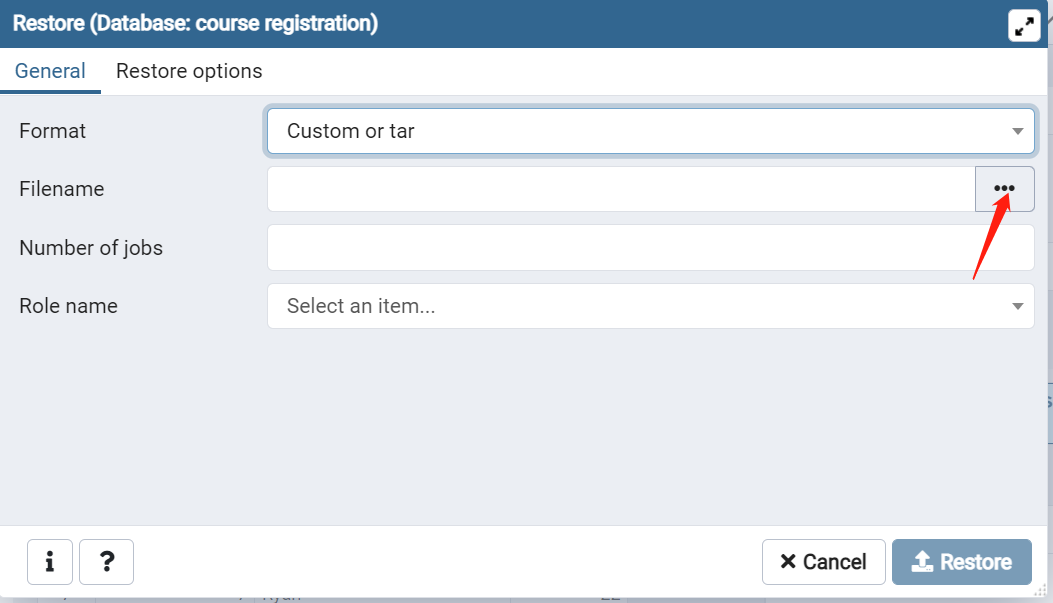 Restore (Database: course registration)
General Restore options
Format Custom or tar
Filename •••
Number of jobs
Role name Select an item...
i ? × Cancel Restore